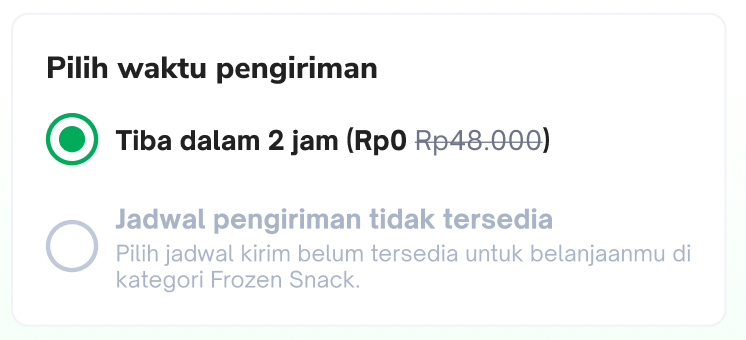 Pilih waktu pengiriman
Tiba dalam 2 jam (Rp0 Rp48.000)
Jadwal pengiriman tidak tersedia
Pilih jadwal kirim belum tersedia untuk belanjaanmu di
kategori Frozen Snack.